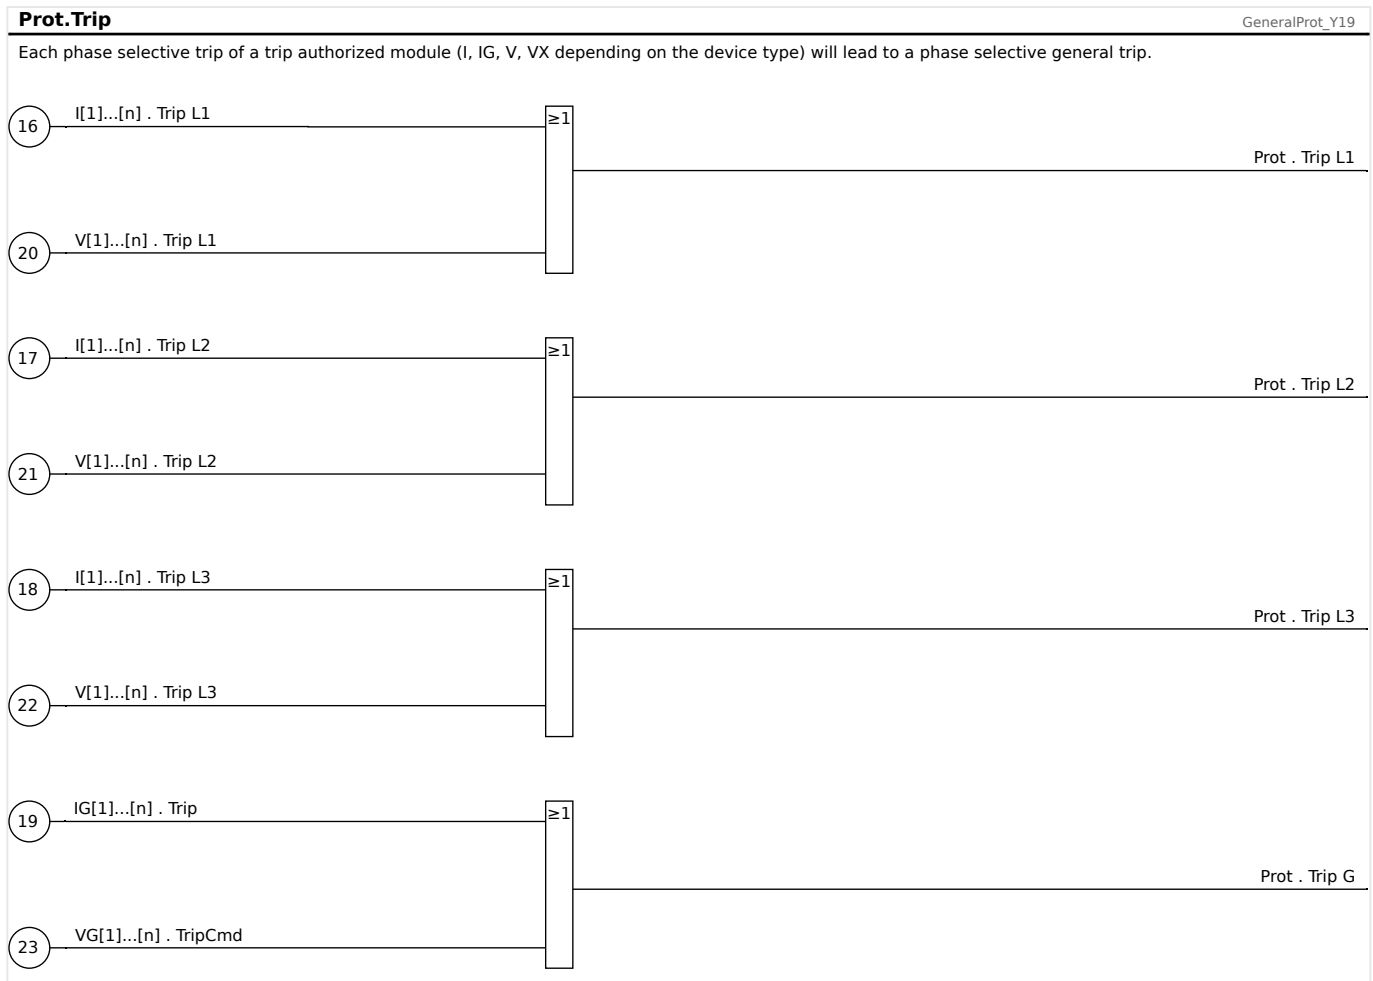 Prot.Trip
GeneralProt_Y19
Each phase selective trip of a trip authorized module (I, IG, V, VX depending on the device type) will lead to a phase selective general trip.
I[1]...[n] . Trip L1
16
≥1
Prot . Trip L1
V[1]...[n] . Trip L1
20
I[1]...[n] . Trip L2
17
≥1
Prot . Trip L2
V[1]...[n] . Trip L2
21
I[1]...[n] . Trip L3
18
≥1
Prot . Trip L3
V[1]...[n] . Trip L3
22
IG[1]...[n] . Trip
19
≥1
Prot . Trip G
VG[1]...[n] . TripCmd
23